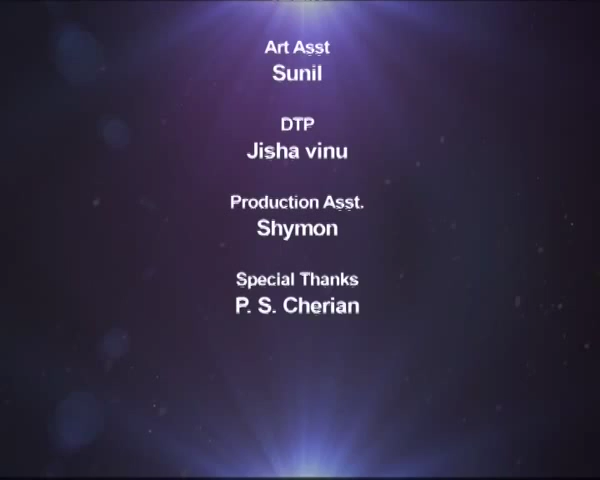 Art Asst
Sunil
DTP
Jisha vinu
Production Asst.
Shymon
Special Thanks
P. S. Cherian